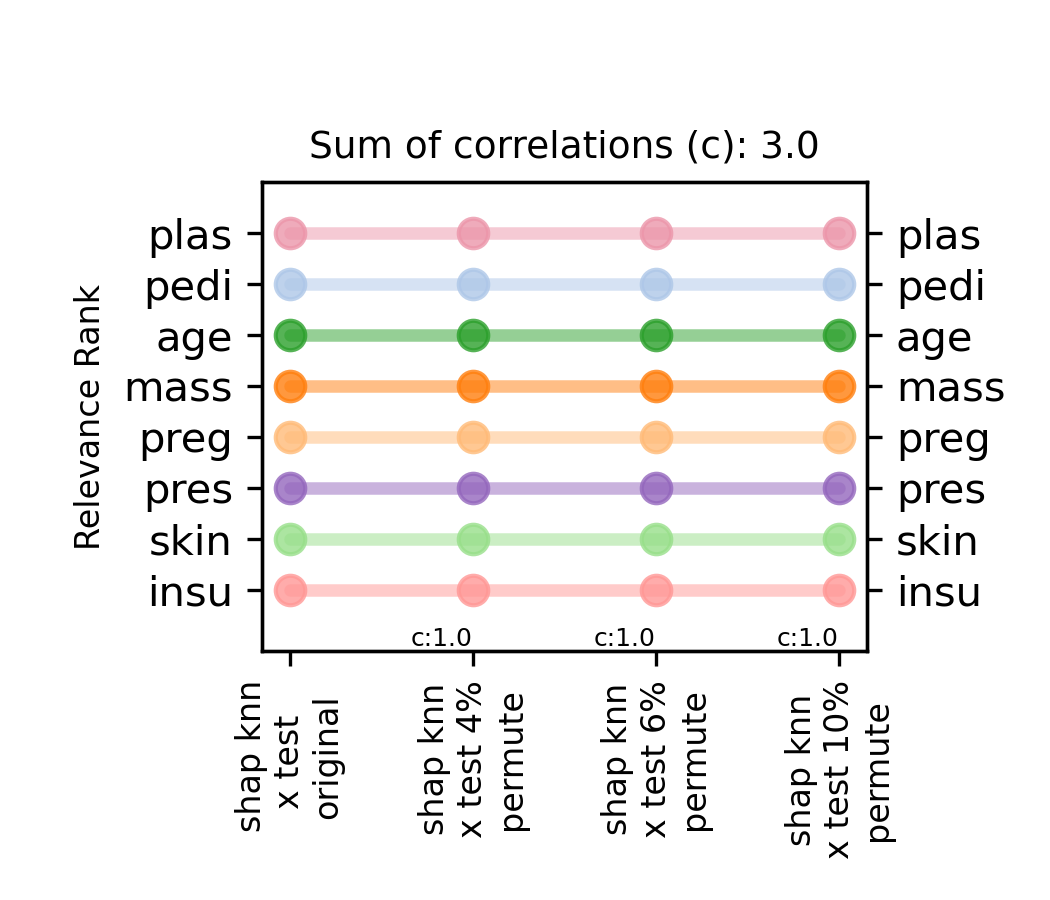 Sum of correlations (c): 3.0
Relevance Rank
plas
pedi
age
mass
preg
pres
skin
insu
plas
pedi
age
mass
preg
pres
skin
insu
c:1.0
c:1.0
c:1.0
shap knn
x test
original
shap knn
x test 4%
permute
shap knn
x test 6%
permute
shap knn
x test 10%
permute